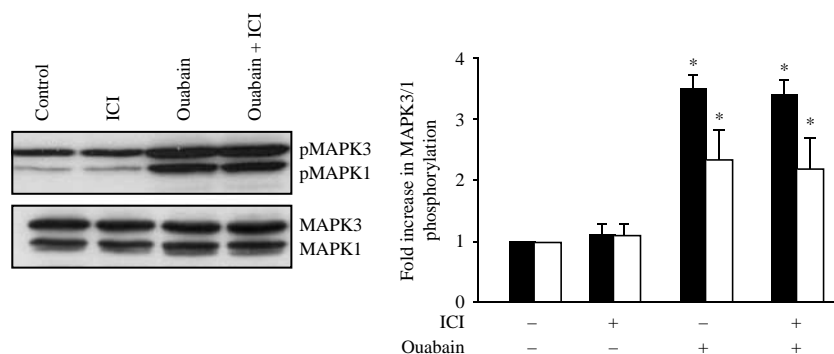 Control
ICI
Ouabain
Ouabain + ICI
pMAPK3
pMAPK1
MAPK3
MAPK1
Fold increase in MAPK3/1
phosphorylation
4
3
2
1
0
* * * *
ICI – + – +
Ouabain – – + +